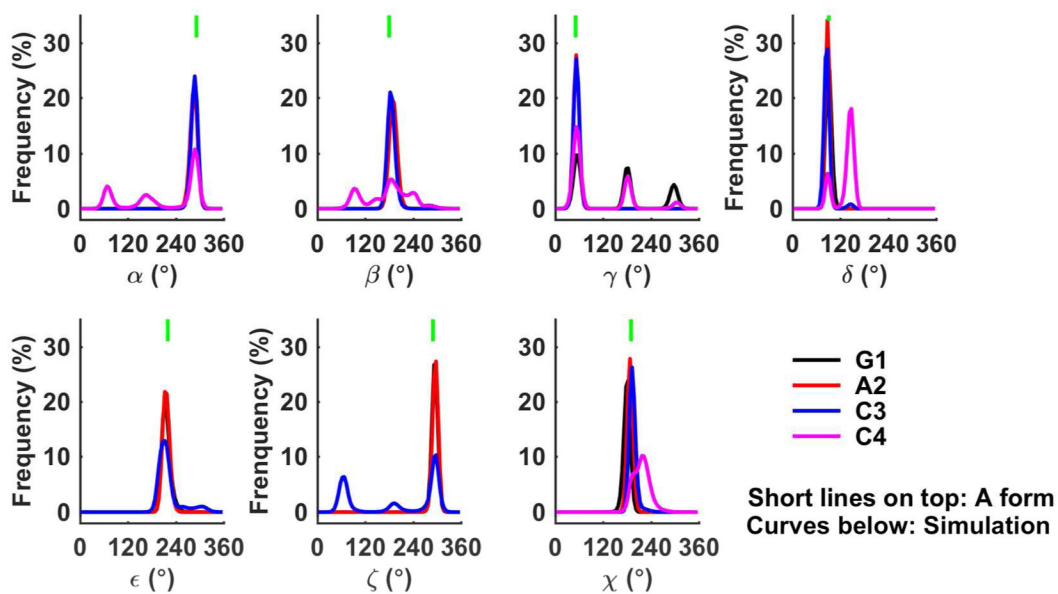 Frequency (%)
30
20
10
0
0 120 240 360
α (°)
Frequency (%)
30
20
10
0
0 120 240 360
β (°)
Frequency (%)
30
20
10
0
0 120 240 360
γ (°)
Frenquency (%)
30
20
10
0
0 120 240 360
δ (°)
Frequency (%)
30
20
10
0
0 120 240 360
ϵ (°)
Frenquency (%)
30
20
10
0
0 120 240 360
ζ (°)
Frenquency (%)
30
20
10
0
0 120 240 360
χ (°)
G1
A2
C3
C4
Short lines on top: A form
Curves below: Simulation